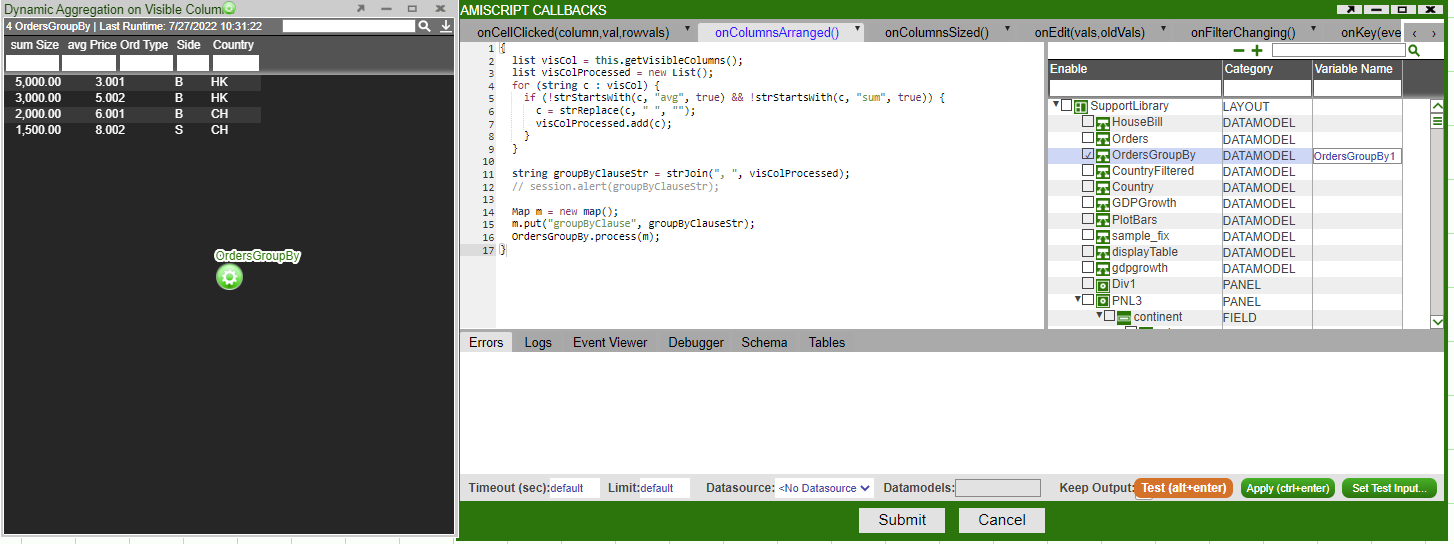 Dynamic Aggregation on Visible Colum
4 OrdersGroupBy | Last Runtime: 7/27/2022 10:31:22
sum Size avg Price Ord Type Side Country
5,000.00 3.001 B HK
3,000.00 5.002 B HK
2,000.00 6.001 B CH
1,500.00 8.002 S CH
OrdersGroupBy
AMISCRIPT CALLBACKS
onCellClicked(column,val,rowvals) onColumnsArranged() onColumnsSized() onEdit(vals,oldVals) onFilterChanging() onKey(eve
1 {
2 list visCol = this.getVisibleColumns();
3 list visColProcessed = new List();
4 for (string c : visCol) {
5 if (!strStartsWith(c, "avg", true) && !strStartsWith(c, "sum", true)) {
6 c = strReplace(c, " ", "");
7 visColProcessed.add(c);
8 }
9 }
10
11 string groupByClauseStr = strJoin(", ", visColProcessed);
12 // session.alert(groupByClauseStr);
13
14 Map m = new map();
15 m.put("groupByClause", groupByClauseStr);
16 OrdersGroupBy.process(m);
17 }
Enable Category Variable Name
SupportLibrary LAYOUT
HouseBill DATAMODEL
Orders DATAMODEL
OrdersGroupBy DATAMODEL OrdersGroupBy1
CountryFiltered DATAMODEL
Country DATAMODEL
GDPGrowth DATAMODEL
PlotBars DATAMODEL
sample_fix DATAMODEL
displayTable DATAMODEL
gdpgrowth DATAMODEL
Div1 PANEL
PNL3 PANEL
continent FIELD
Errors Logs Event Viewer Debugger Schema Tables
Timeout (sec): default Limit: default Datasource: <No Datasource Datamodels: Keep Output: Test (alt+enter) Apply (ctrl+enter) Set Test Input...
Submit Cancel